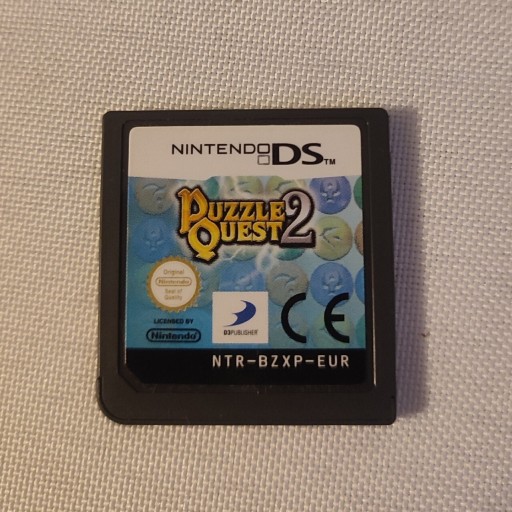 NINTENDO DS™
PUZZLE
QUEST 2
Original
Nintendo
Seal of
Quality
LICENSED BY
Nintendo
D3PUBLISHER
CE
NTR-BZXP-EUR